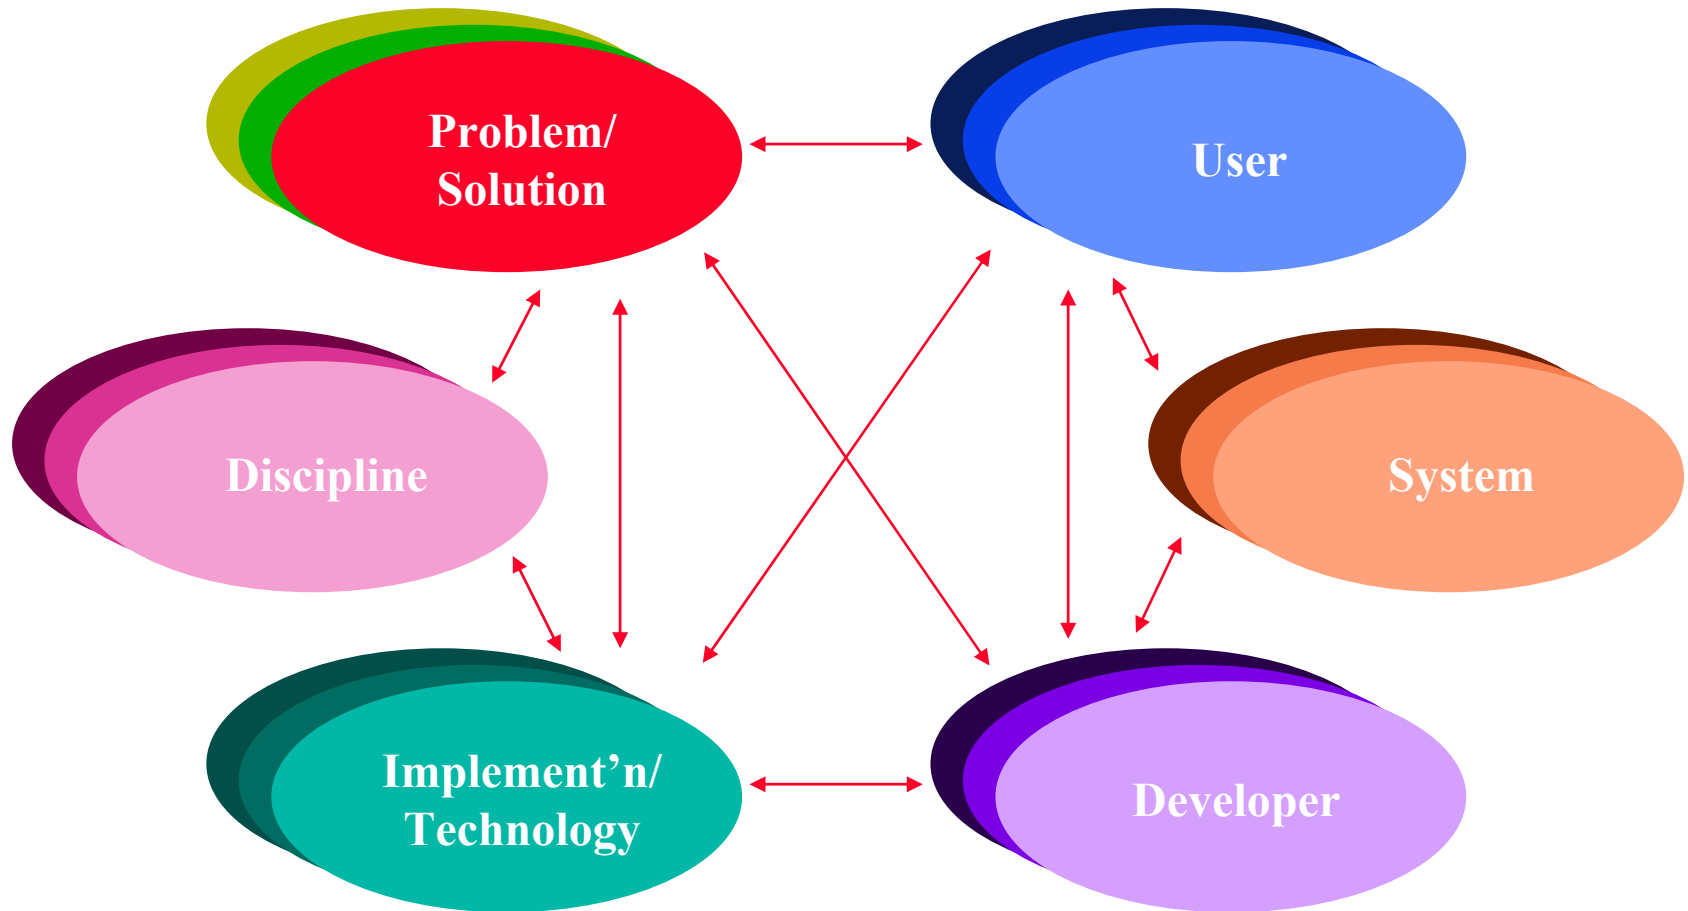 Problem/
Solution
User
Discipline
System
Implement’n/
Technology
Developer